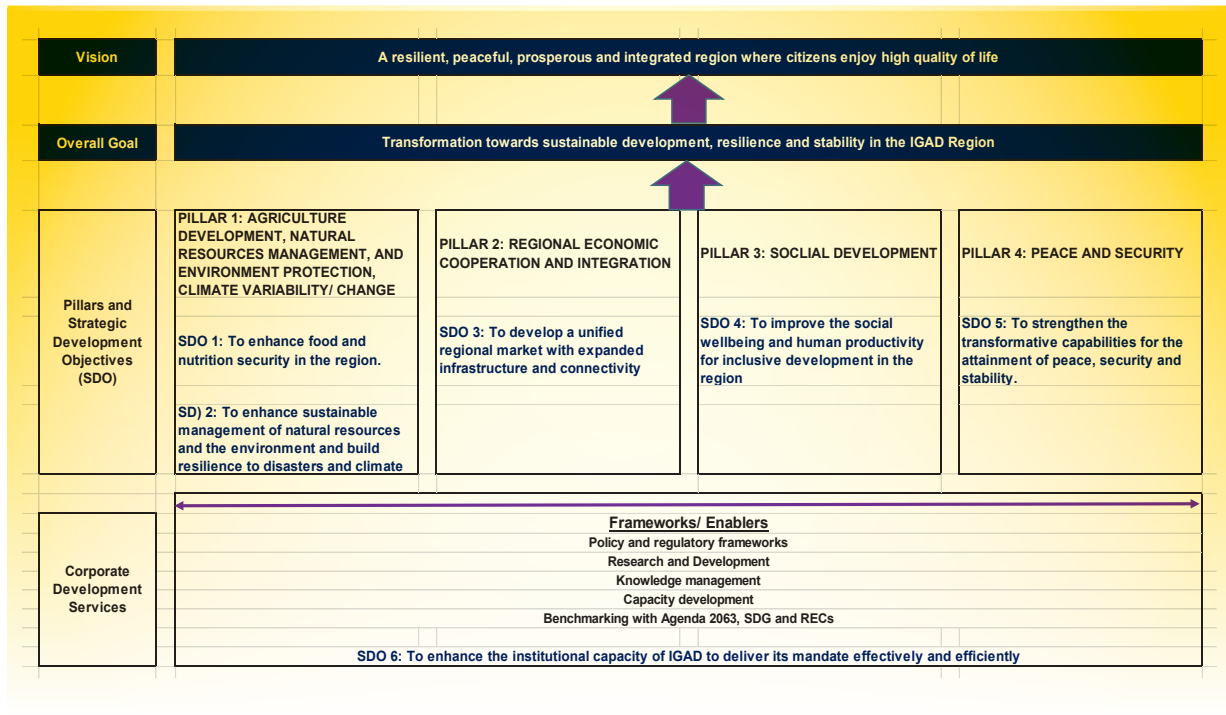 Vision
A resilient, peaceful, prosperous and integrated region where citizens enjoy high quality of life
Overall Goal
Transformation towards sustainable development, resilience and stability in the IGAD Region
Pillars and
Strategic
Development
Objectives
(SDO)
PILLAR 1: AGRICULTURE
DEVELOPMENT, NATURAL
RESOURCES MANAGEMENT, AND
ENVIRONMENT PROTECTION,
CLIMATE VARIABILITY/ CHANGE
SDO 1: To enhance food and
nutrition security in the region.
SD) 2: To enhance sustainable
management of natural resources
and the environment and build
resilience to disasters and climate
PILLAR 2: REGIONAL ECONOMIC
COOPERATION AND INTEGRATION
SDO 3: To develop a unified
regional market with expanded
infrastructure and connectivity
PILLAR 3: SOCLIAL DEVELOPMENT
SDO 4: To improve the social
wellbeing and human productivity
for inclusive development in the
region
PILLAR 4: PEACE AND SECURITY
SDO 5: To strengthen the
transformative capabilities for the
attainment of peace, security and
stability.
Corporate
Development
Services
Frameworks/ Enablers
Policy and regulatory frameworks
Research and Development
Knowledge management
Capacity development
Benchmarking with Agenda 2063, SDG and RECs
SDO 6: To enhance the institutional capacity of IGAD to deliver its mandate effectively and efficiently